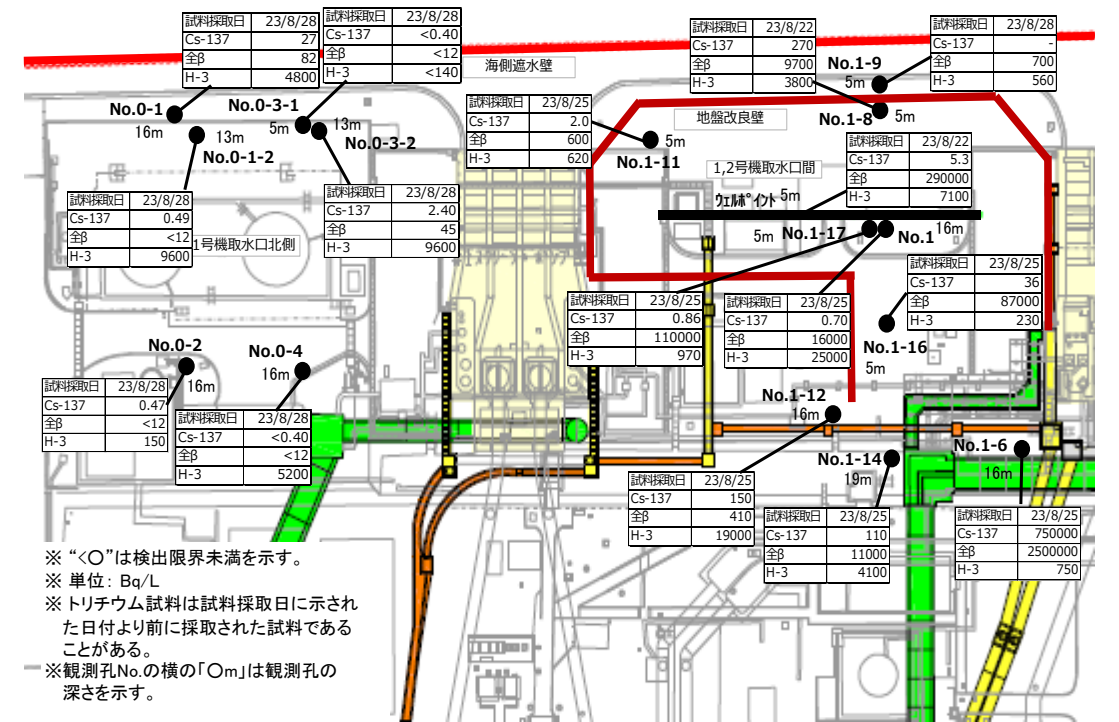 試料採取日 23/8/28
Cs-137 27
全β 82
H-3 4800
試料採取日 23/8/28
Cs-137 <0.40
全β <12
H-3 <140
海側遮水壁
試料採取日 23/8/22
Cs-137 270
全β 9700
H-3 3800
試料採取日 23/8/28
Cs-137 -
全β 700
H-3 560
No.1-9
5m
No.1-8 5m
No.0-1
16m
No.0-3-1
5m
13m
No.0-3-2
13m
No.0-1-2
試料採取日 23/8/25
Cs-137 2.0
全β 600
H-3 620
5m
No.1-11
地盤改良壁
1,2号機取水口間
試料採取日 23/8/22
Cs-137 5.3
全β 290000
H-3 7100
ウェルポイント 5m
5m No.1-17
No.1 16m
試料採取日 23/8/28
Cs-137 0.49
全β <12
H-3 9600
1号機取水口北側
試料採取日 23/8/28
Cs-137 2.40
全β 45
H-3 9600
試料採取日 23/8/25
Cs-137 36
全β 87000
H-3 230
No.1-16
5m
試料採取日 23/8/25
Cs-137 0.86
全β 110000
H-3 970
試料採取日 23/8/25
Cs-137 0.70
全β 16000
H-3 25000
No.0-2
16m
No.0-4
16m
試料採取日 23/8/28
Cs-137 0.47
全β <12
H-3 150
試料採取日 23/8/28
Cs-137 <0.40
全β <12
H-3 5200
No.1-12
16m
No.1-14
19m
No.1-6
16m
試料採取日 23/8/25
Cs-137 150
全β 410
H-3 19000
試料採取日 23/8/25
Cs-137 110
全β 11000
H-3 4100
試料採取日 23/8/25
Cs-137 750000
全β 2500000
H-3 750
※ “<○”は検出限界未満を示す。
※ 単位: Bq/L
※ トリチウム試料は試料採取日に示され
た日付より前に採取された試料である
ことがある。
※観測孔No.の横の「○m」は観測孔の
深さを示す。